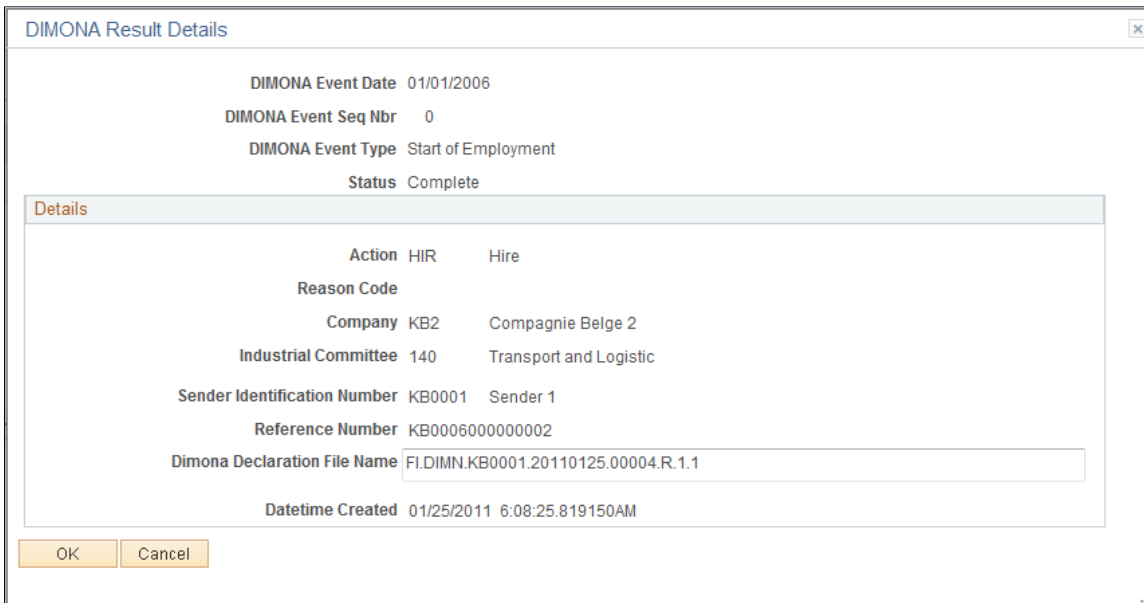 DIMONA Result Details
DIMONA Event Date 01/01/2006
DIMONA Event Seq Nbr 0
DIMONA Event Type Start of Employment
Status Complete
Details
Action HIR Hire
Reason Code
Company KB2 Compagnie Belge 2
Industrial Committee 140 Transport and Logistic
Sender Identification Number KB0001 Sender 1
Reference Number KB0006000000002
Dimona Declaration File Name FI.DIMN.KB0001.20110125.00004.R.1.1
Datetime Created 01/25/2011 6:08:25.819150AM
OK Cancel